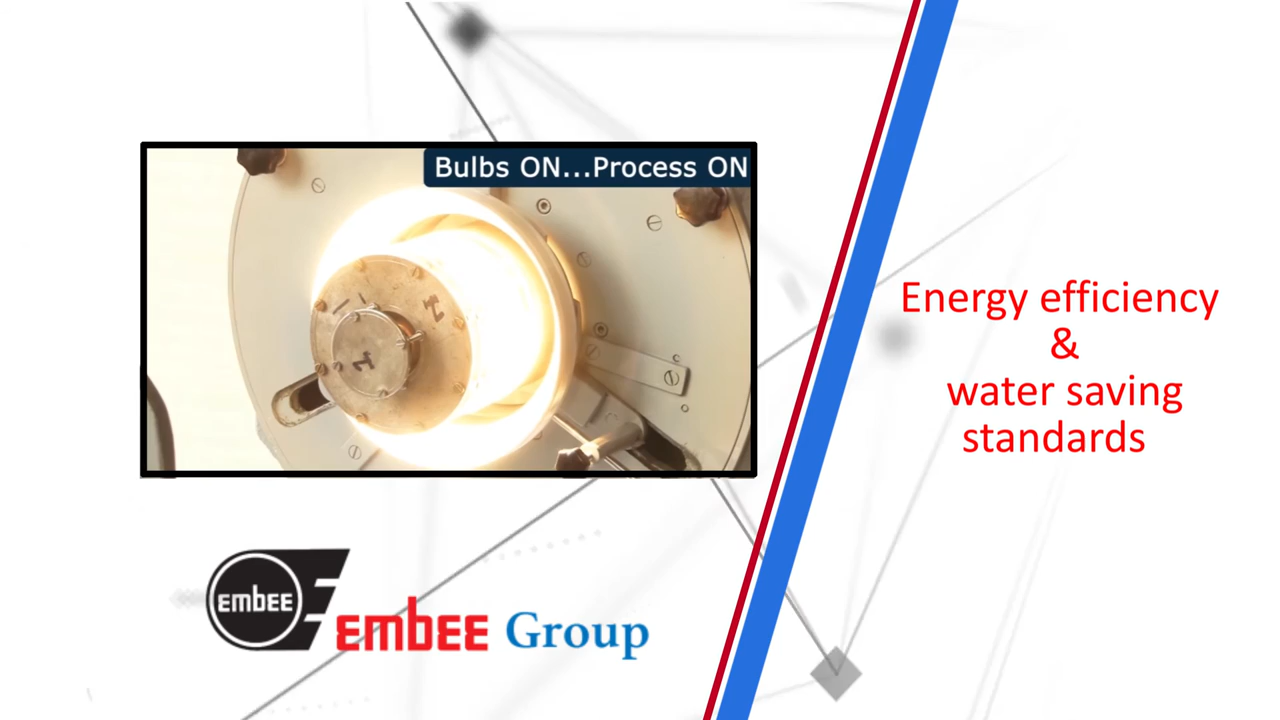 Bulbs ON...Process ON
Energy efficiency
&
water saving
standards
EMBEE
EMBEE Group